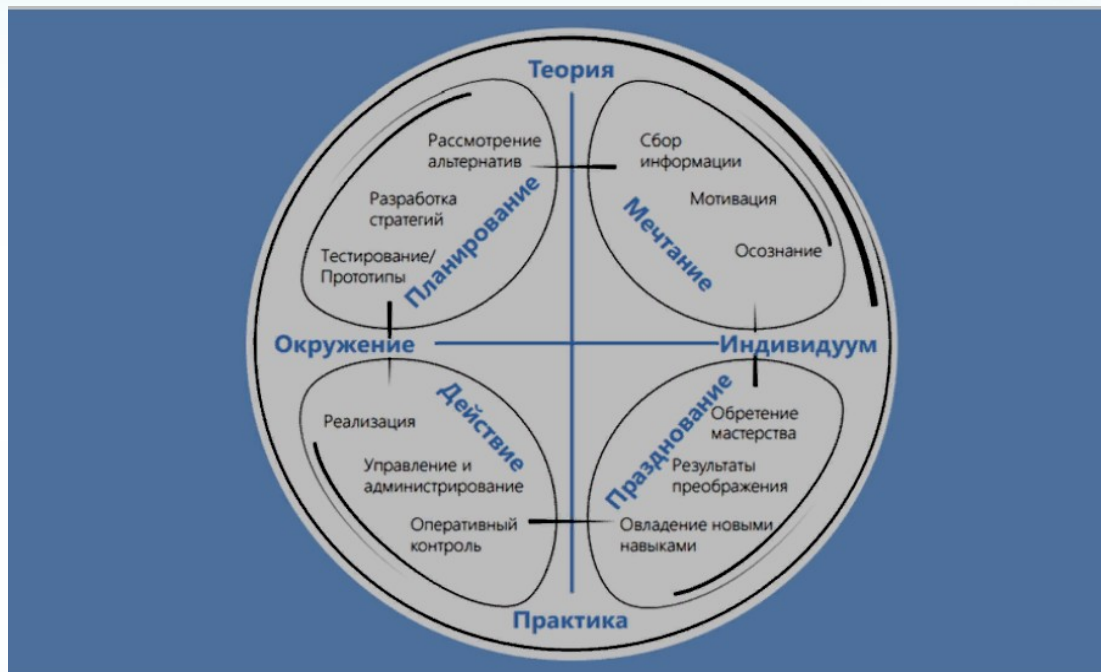 Теория
Рассмотрение
альтернатив
Разработка
стратегий
Тестирование/
Прототипы
Планирование
Сбор
информации
Мотивация
Осознание
Мечтание
Окружение
Индивидуум
Действие
Реализация
Управление и
администрирование
Оперативный
контроль
Празднование
Обретение
мастерства
Результаты
преображения
Овладение новыми
навыками
Практика